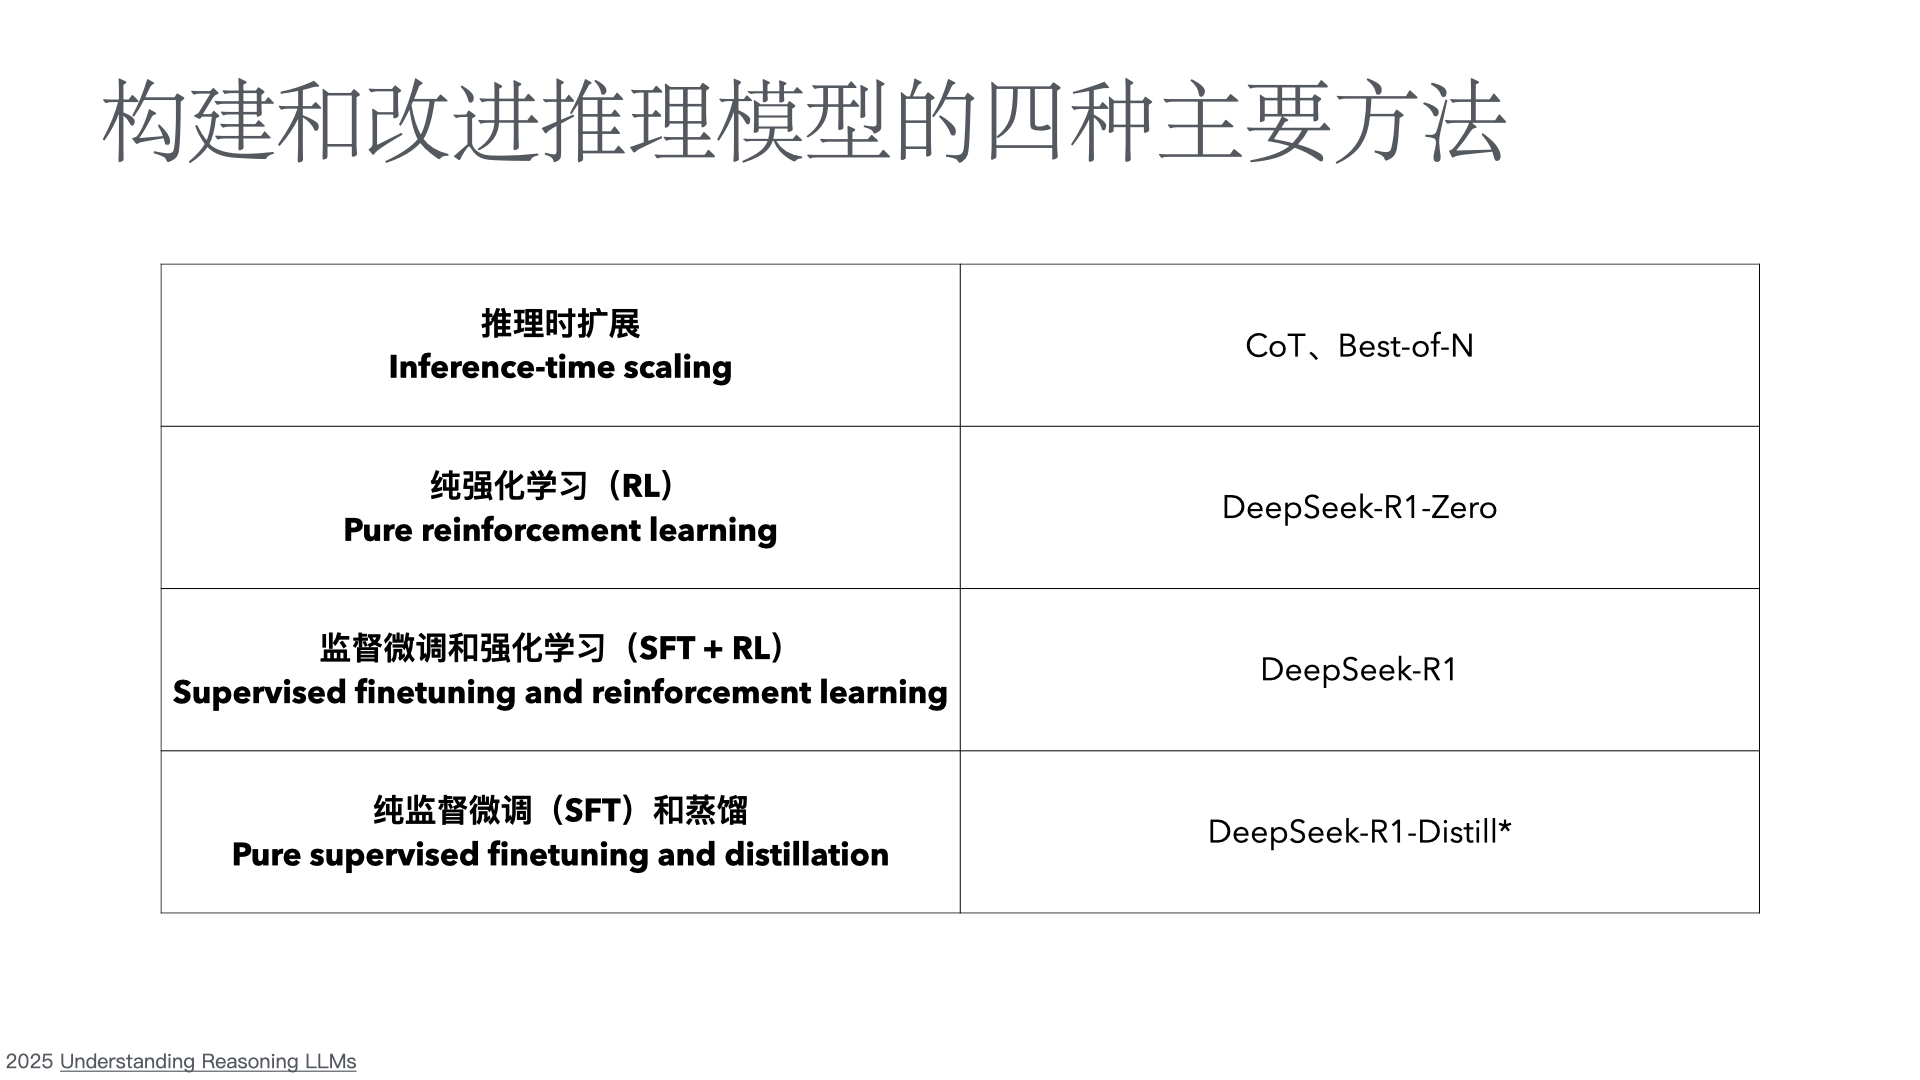 构建和改进推理模型的四种主要方法
推理时扩展
Inference-time scaling
CoT、Best-of-N
纯强化学习（RL）
Pure reinforcement learning
DeepSeek-R1-Zero
监督微调和强化学习（SFT + RL）
Supervised finetuning and reinforcement learning
DeepSeek-R1
纯监督微调（SFT）和蒸馏
Pure supervised finetuning and distillation
DeepSeek-R1-Distill*
2025 Understanding Reasoning LLMs